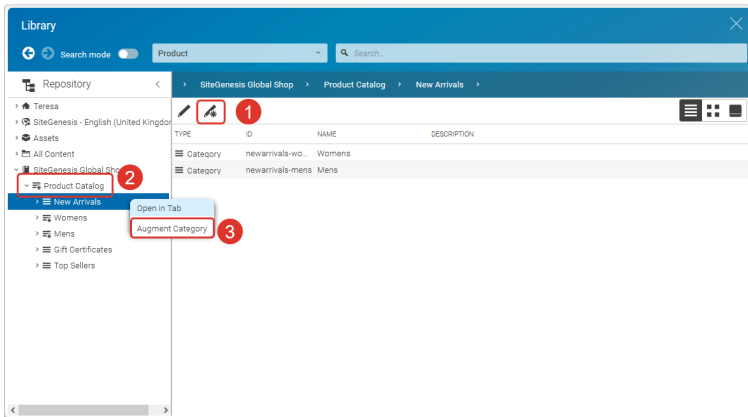 Library
Search mode
Product
Search...
Repository
SiteGenesis Global Shop
Product Catalog
New Arrivals
Teresa
SiteGenesis - English (United Kingdor
Assets
All Content
SiteGenesis Global Sho
Product Catalog
New Arrivals
Womens
Mens
Gift Certificates
Top Sellers
1
2
TYPE ID NAME DESCRIPTION
Category newarrivals-wo... Womens
Category newarrivals-mens Mens
Open in Tab
Augment Category
3